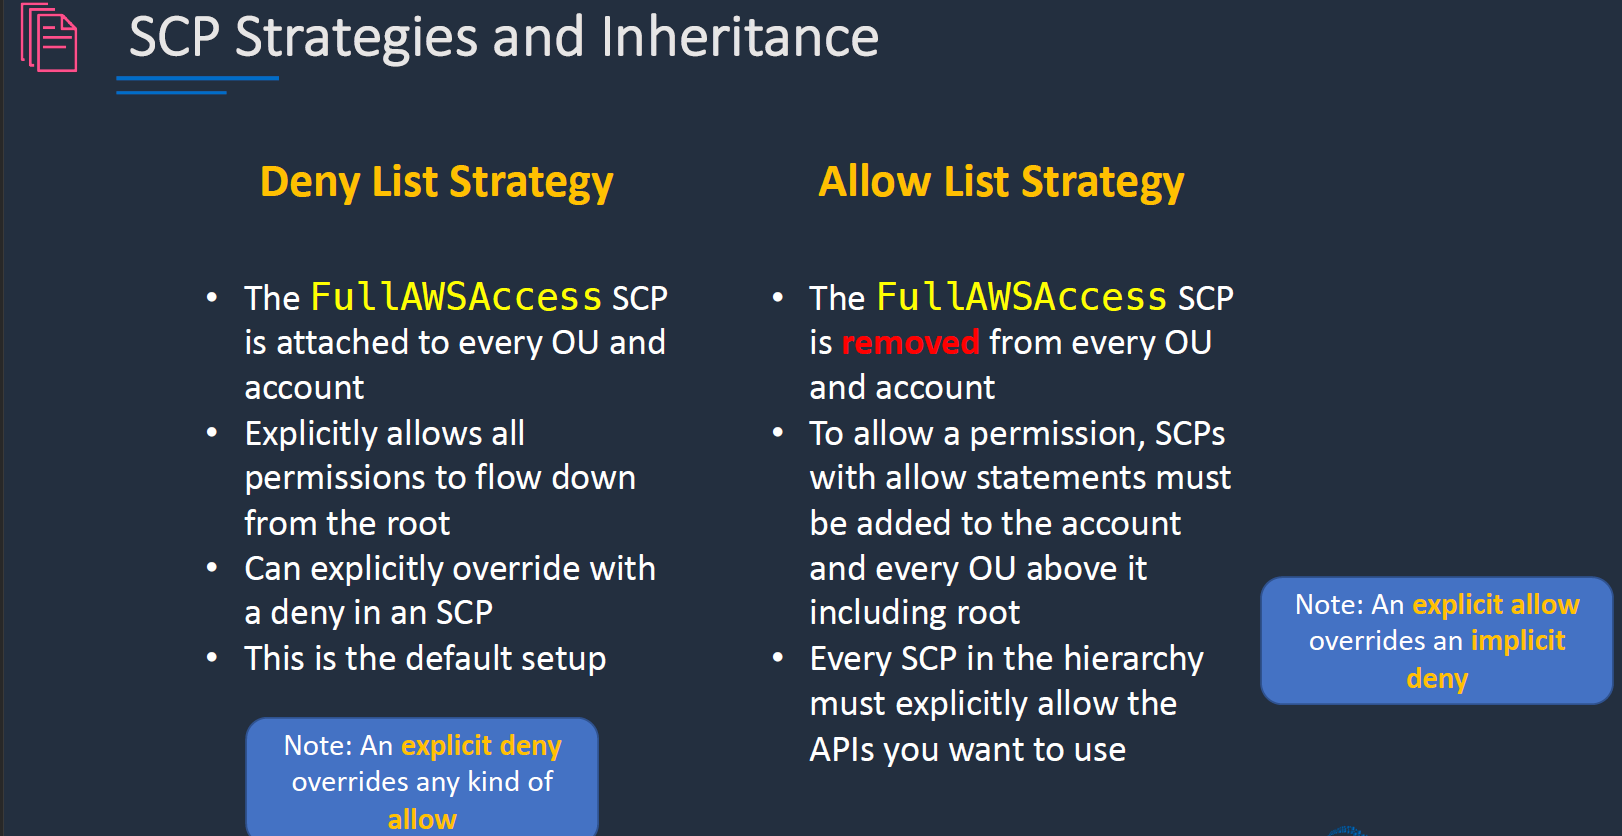 SCP Strategies and Inheritance
Deny List Strategy
• The FullAWSAccess SCP
is attached to every OU and
account
• Explicitly allows all
permissions to flow down
from the root
• Can explicitly override with
a deny in an SCP
• This is the default setup
Note: An explicit deny
overrides any kind of
allow
Allow List Strategy
• The FullAWSAccess SCP
is removed from every OU
and account
• To allow a permission, SCPs
with allow statements must
be added to the account
and every OU above it
including root
• Every SCP in the hierarchy
must explicitly allow the
APIs you want to use
Note: An explicit allow
overrides an implicit
deny